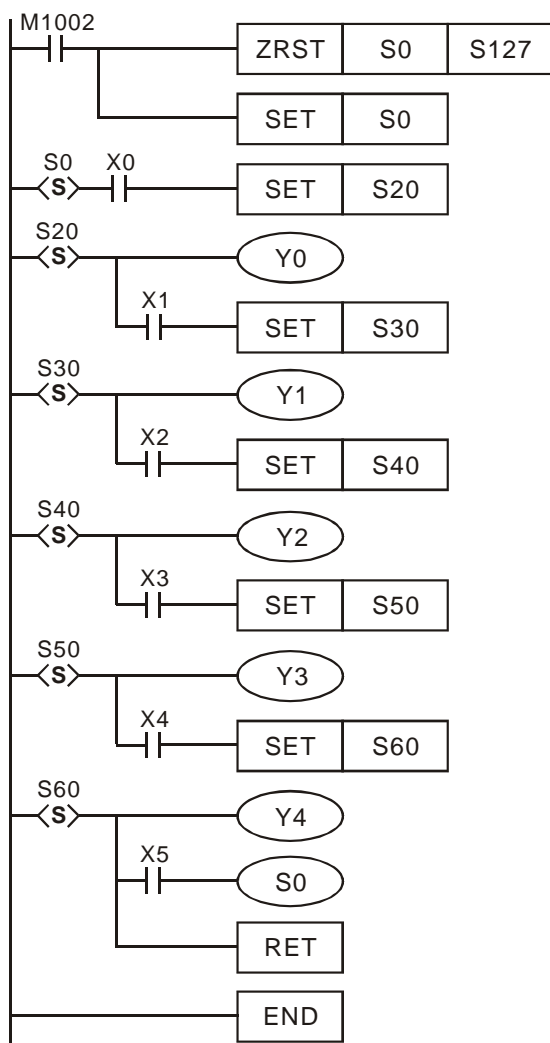 M1002
ZRST S0 S127
SET S0
S0 X0
S SET S20
S20
S Y0
X1
SET S30
S30
S Y1
X2
SET S40
S40
S Y2
X3
SET S50
S50
S Y3
X4
SET S60
S60
S Y4
X5
S0
RET
END